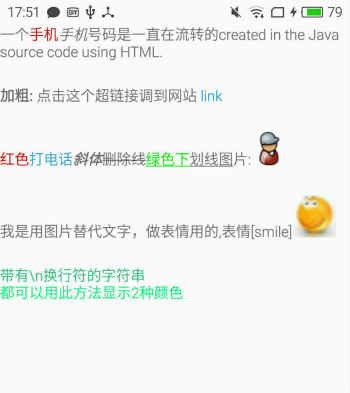 17:51 79
一个手机手机号码是一直在流转的created in the Java
source code using HTML.
加粗: 点击这个超链接调到网站 link
红色打电话斜体删除线绿色下划线图片:
我是用图片替代文字，做表情用的,表情[smile]
带有\n换行符的字符串
都可以用此方法显示2种颜色